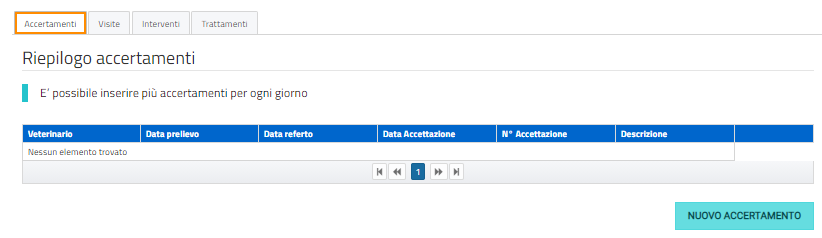 Accertamenti Visite Interventi Trattamenti
Riepilogo accertamenti
E' possibile inserire più accertamenti per ogni giorno
Veterinario Data prelievo Data referto Data Accettazione N° Accettazione Descrizione
Nessun elemento trovato
1
NUOVO ACCERTAMENTO